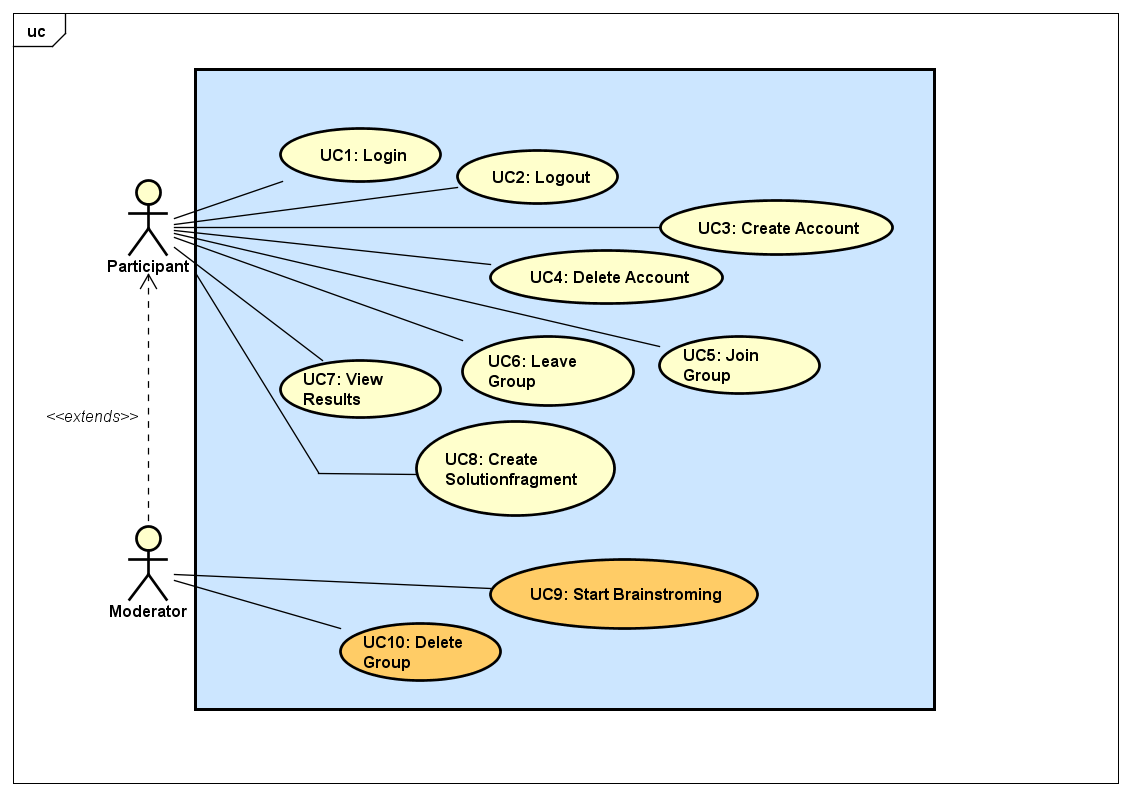 uc
UC1: Login
UC2: Logout
UC3: Create Account
Participant
UC4: Delete Account
UC5: Join
Group
UC6: Leave
Group
UC7: View
Results
<<extends>>
UC8: Create
Solutionfragment
Moderator
UC9: Start Brainstroming
UC10: Delete
Group